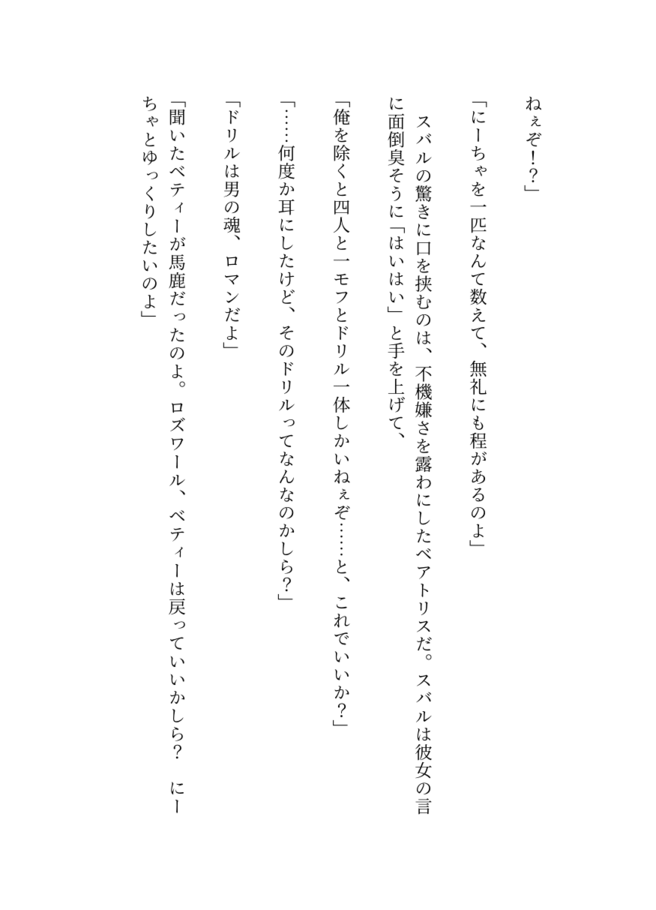 ねぇぞ!?」
「にーちゃを一匹なんて数えて、無礼にも程があるのよ」
　スバルの驚きに口を挟むのは、不機嫌さを露わにしたベアトリスだ。スバルは彼女の言
に面倒臭そうに「はいはい」と手を上げて、
「俺を除くと四人と一モフとドリル一体しかいねぇぞ……と、これでいいか?」
「……何度か耳にしたけど、そのドリルってなんなのかしら?」
「ドリルは男の魂、ロマンだよ」
「聞いたベティーが馬鹿だったのよ。ロズワール、ベティーは戻っていいかしら?　にー
ちゃとゆっくりしたいのよ」